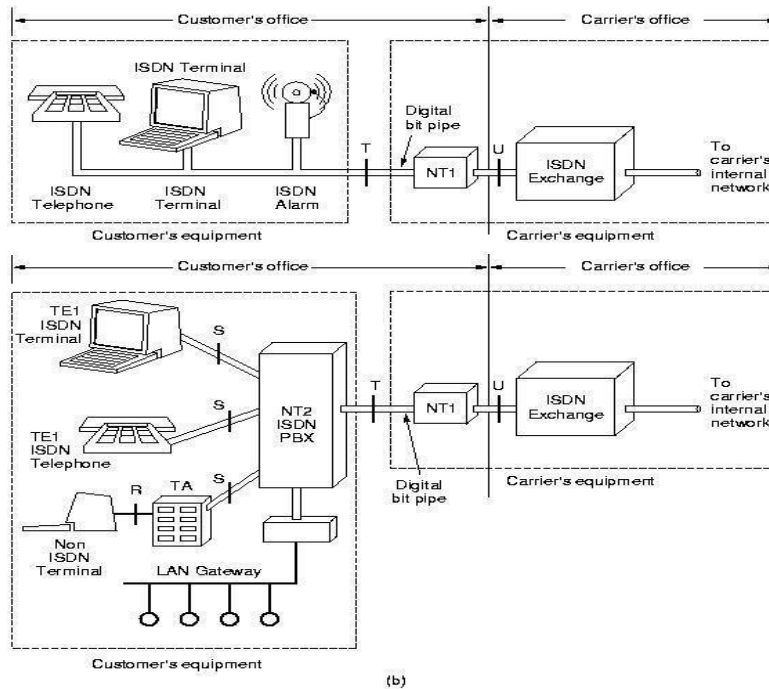 Customer's office
Carrier's office
ISDN Terminal
Digital
bit pipe
T
U
NT1
ISDN
Exchange
To
carrier's
internal
network
ISDN
Telephone
ISDN
Terminal
ISDN
Alarm
Customer's equipment
Carrier's equipment
Customer's office
Carrier's office
TE1
ISDN
Terminal
S
TE1
ISDN
Telephone
S
NT2
ISDN
PBX
T
NT1
U
ISDN
Exchange
To
carrier's
internal
network
Digital
bit pipe
Carrier's equipment
R
TA
S
Non
ISDN
Terminal
LAN Gateway
Customer's equipment
(b)